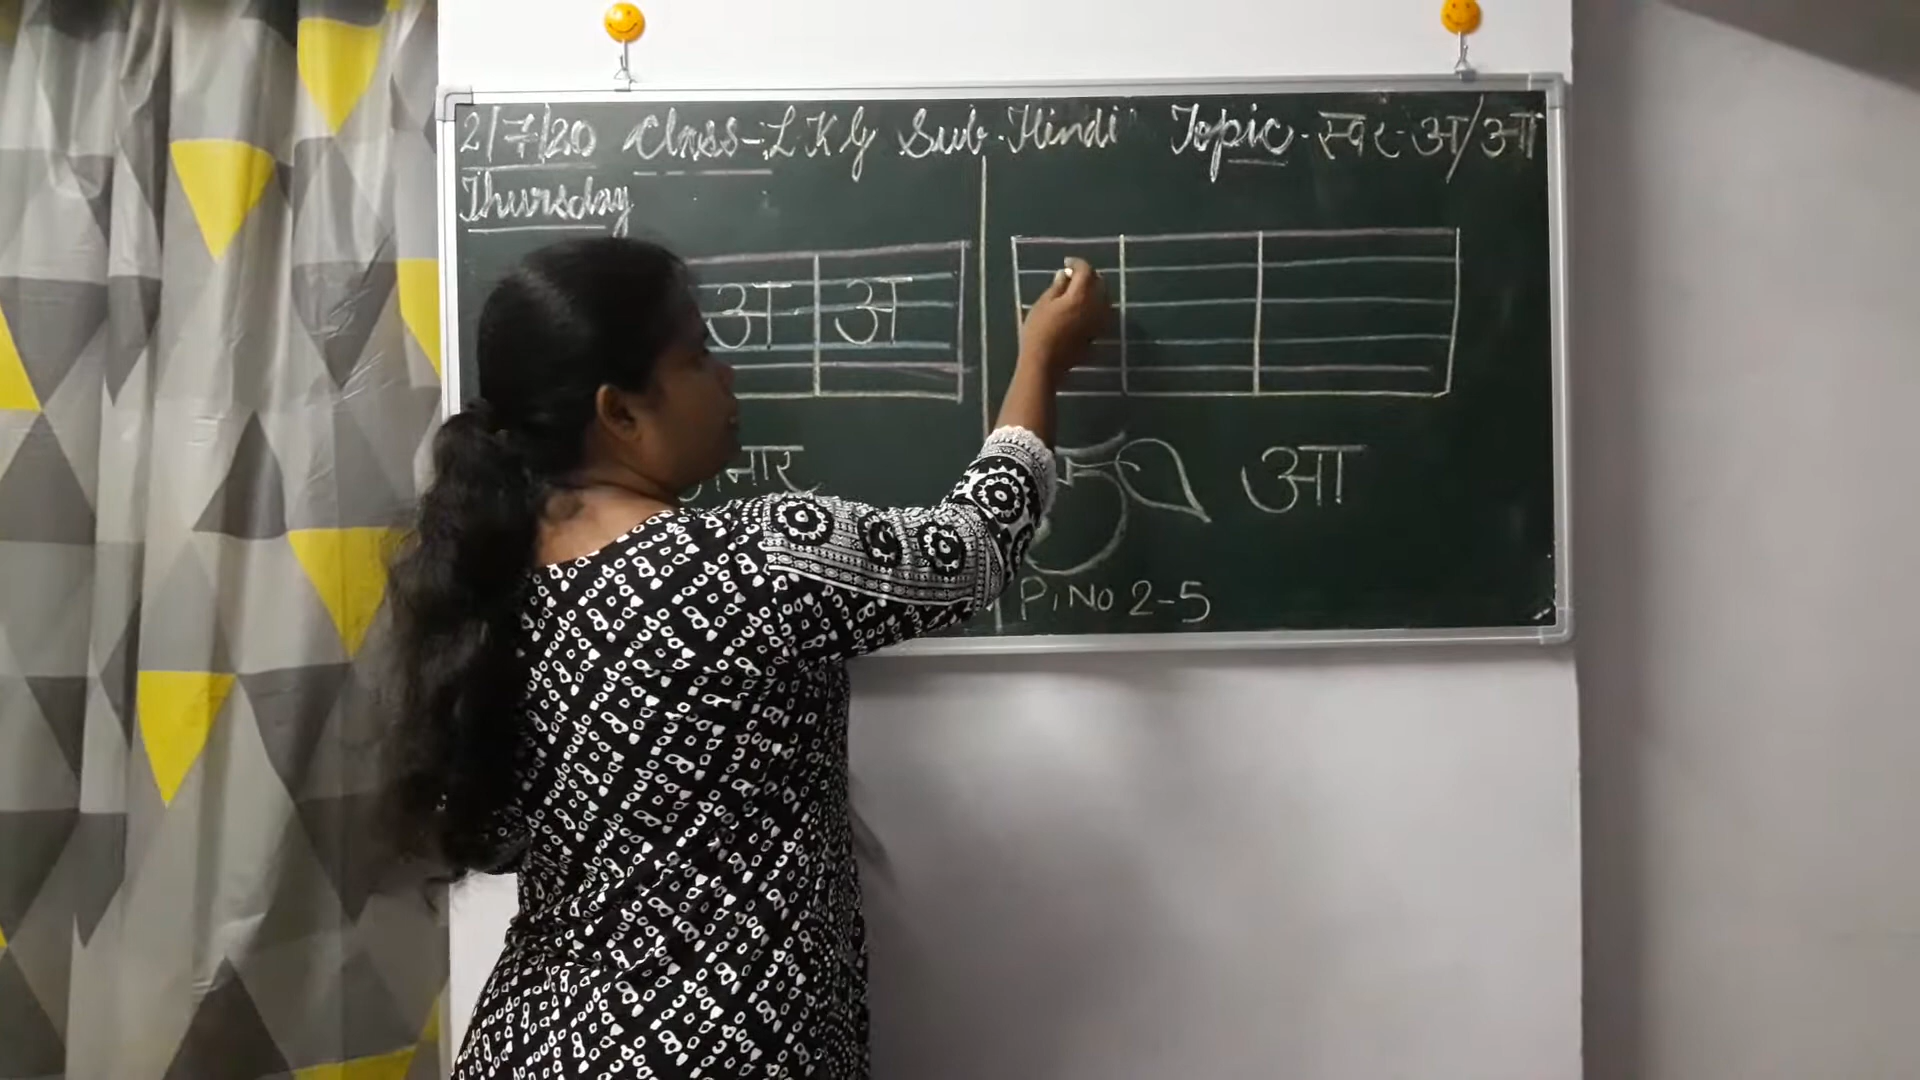 2/7/20 Class-LKG Sub-Hindi Topic-स्वर-अ/आ
Thursday
अ अ
आ
P.No 2-5